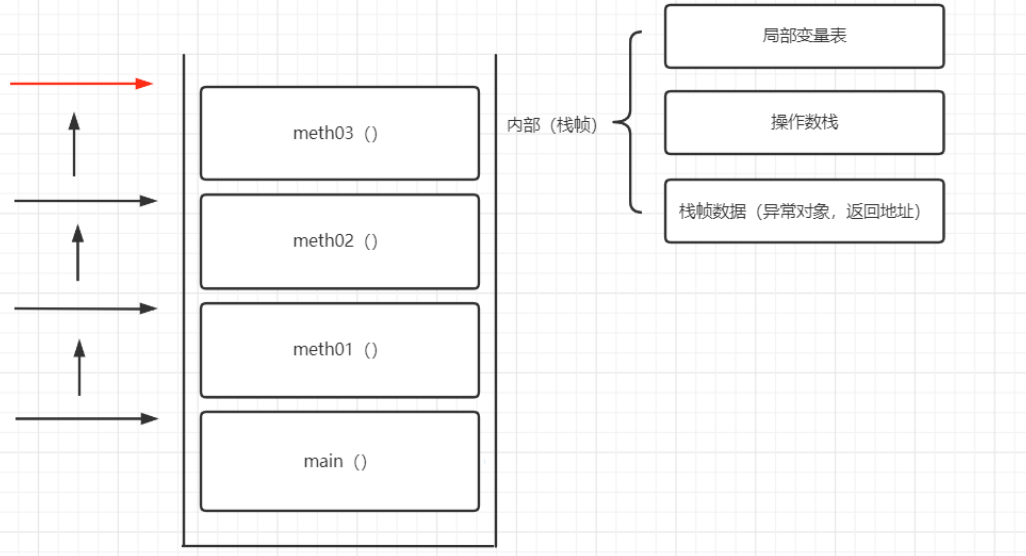 meth03（）
meth02（）
meth01（）
main（）
内部（栈帧）
局部变量表
操作数栈
栈帧数据（异常对象，返回地址）